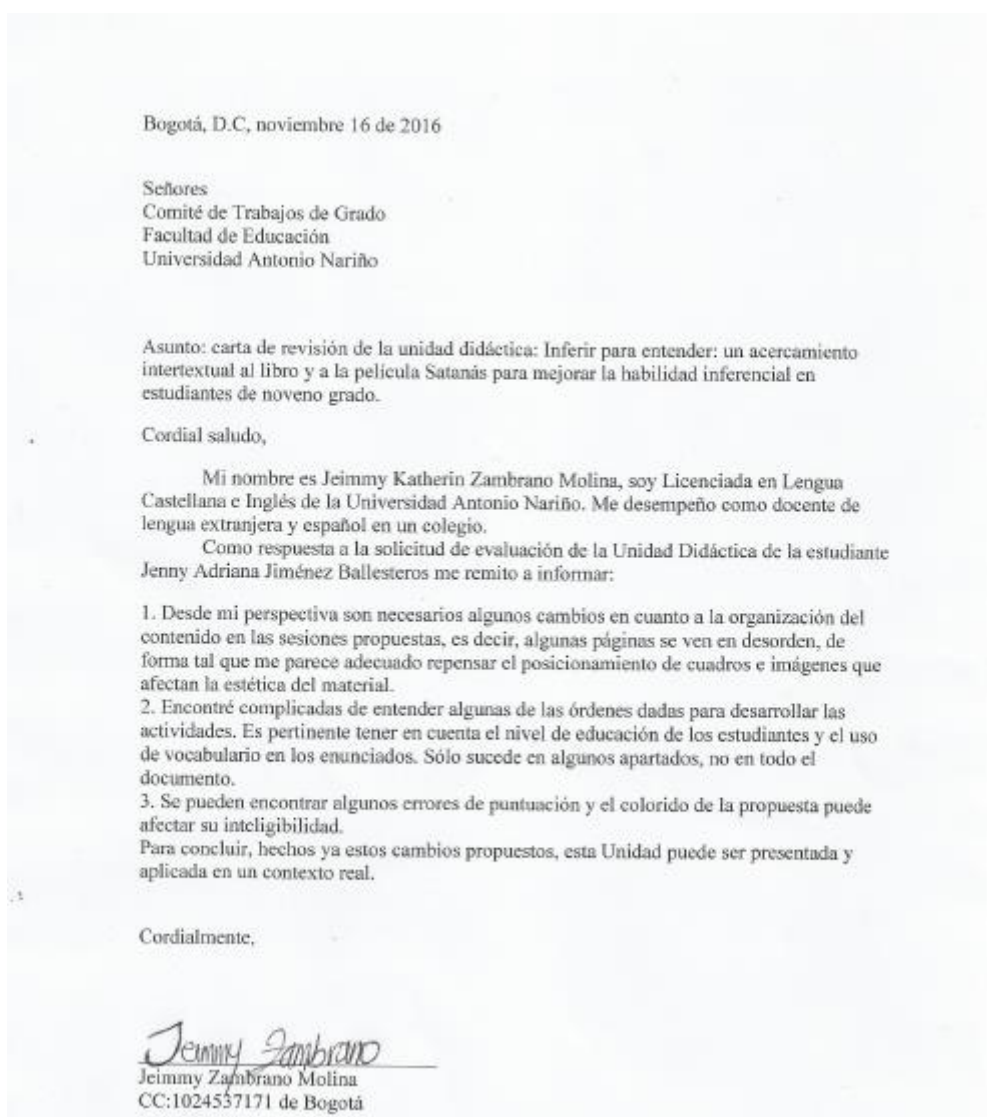 Bogotá, D.C, noviembre 16 de 2016
Señores
Comité de Trabajos de Grado
Facultad de Educación
Universidad Antonio Nariño
Asunto: carta de revisión de la unidad didáctica: Inferir para entender: un acercamiento
intertextual al libro y a la película Satanás para mejorar la habilidad inferencial en
estudiantes de noveno grado.
Cordial saludo,
Mi nombre es Jeimmy Katherin Zambrano Molina, soy Licenciada en Lengua
Castellana e Inglés de la Universidad Antonio Nariño. Me desempeño como docente de
lengua extranjera y español en un colegio.
Como respuesta a la solicitud de evaluación de la Unidad Didáctica de la estudiante
Jenny Adriana Jiménez Ballesteros me remito a informar:
1. Desde mi perspectiva son necesarios algunos cambios en cuanto a la organización del
contenido en las sesiones propuestas, es decir, algunas páginas se ven en desorden, de
forma tal que me parece adecuado repensar el posicionamiento de cuadros e imágenes que
afectan la estética del material.
2. Encontré complicadas de entender algunas de las órdenes dadas para desarrollar las
actividades. Es pertinente tener en cuenta el nivel de educación de los estudiantes y el uso
de vocabulario en los enunciados. Sólo sucede en algunos apartados, no en todo el
documento.
3. Se pueden encontrar algunos errores de puntuación y el colorido de la propuesta puede
afectar su inteligibilidad.
Para concluir, hechos ya estos cambios propuestos, esta Unidad puede ser presentada y
aplicada en un contexto real.
Cordialmente,
Jeimmy Zambrano
Jeimmy Zambrano Molina
CC:1024537171 de Bogotá